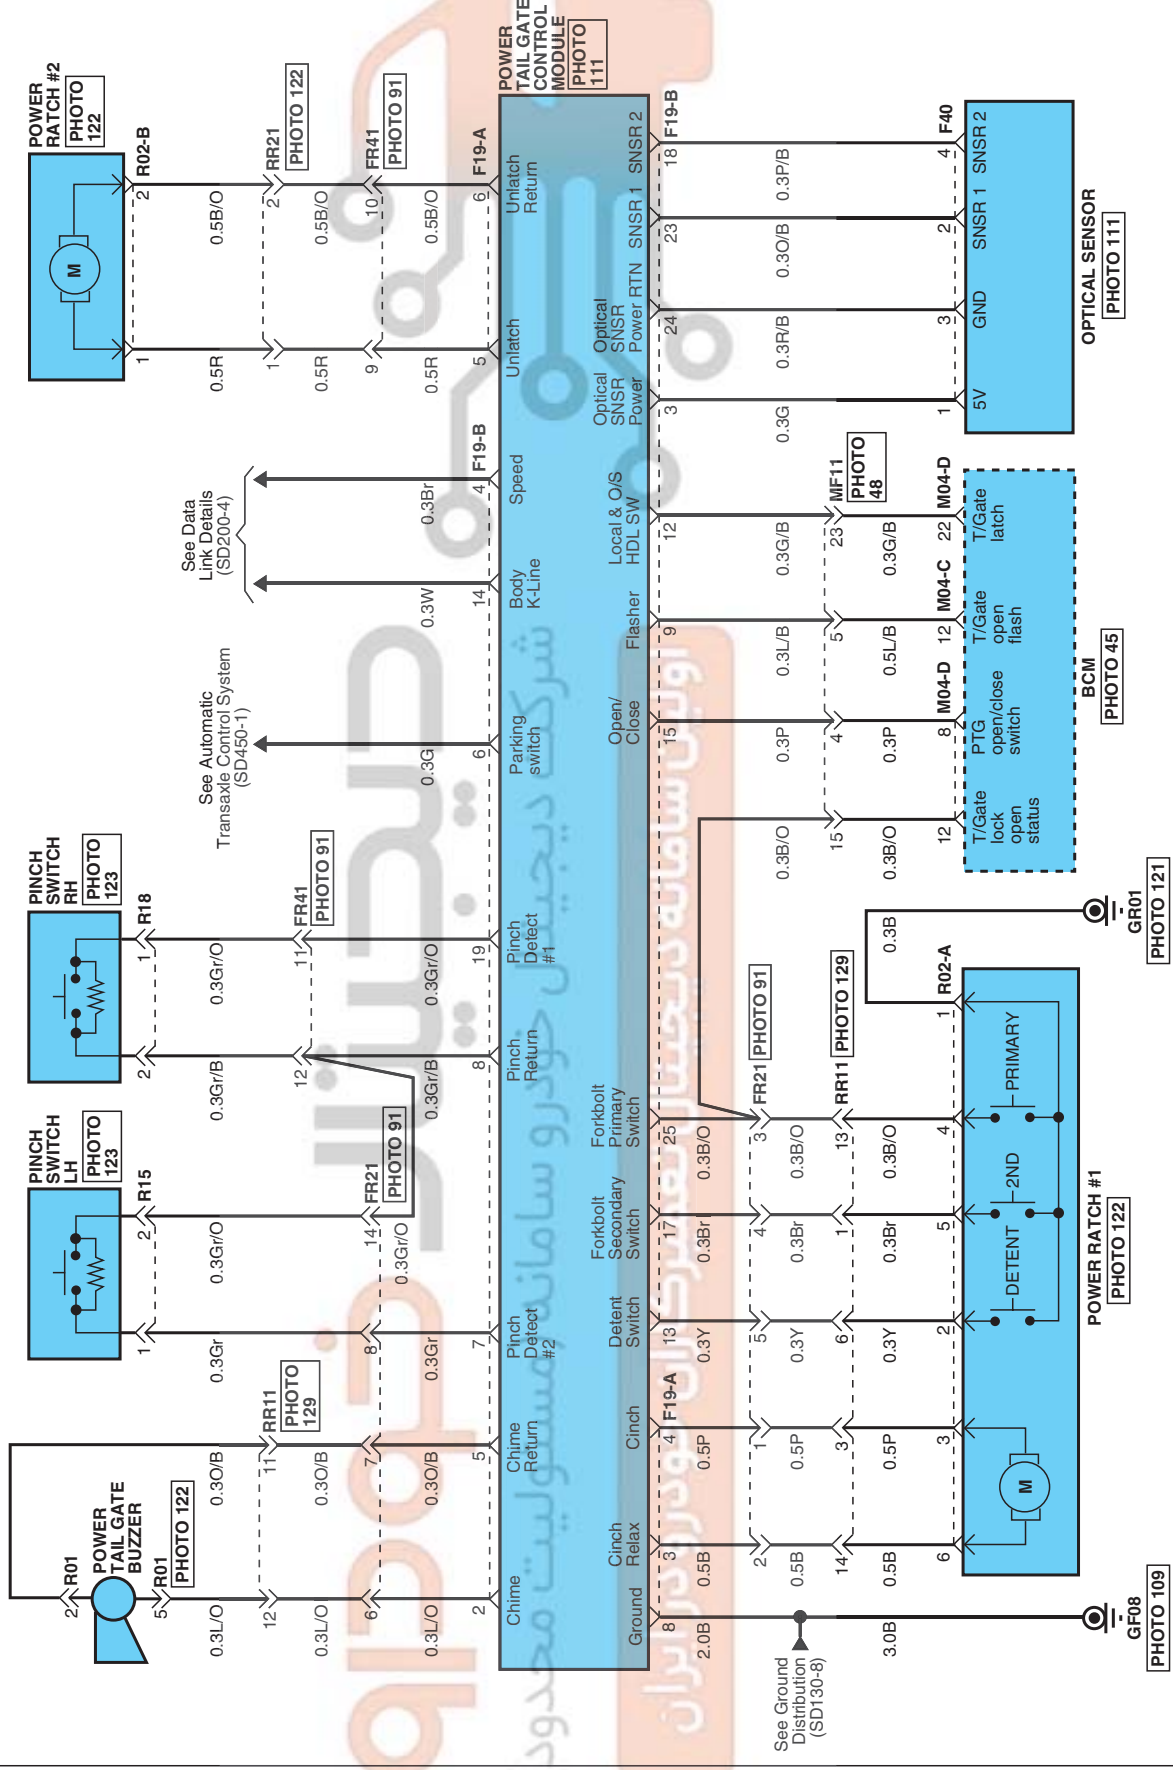 POWER
TAIL GATE
BUZZER
R01
2
5
R01
PHOTO 122
0.3L/O
12
0.3L/O
6
0.3L/O
2
Chime
0.3O/B
11
RR11
PHOTO
129
0.3O/B
7
0.3O/B
5
Chime
Return
PINCH
SWITCH
LH
PHOTO
123
R15
1
2
0.3Gr
8
0.3Gr
7
Pinch
Detect
#2
0.3Gr/O
14
FR21
PHOTO 91
0.3Gr/O
PINCH
SWITCH
RH
PHOTO
123
R18
2
1
0.3Gr/B
12
0.3Gr/B
8
Pinch
Return
0.3Gr/O
11
FR41
PHOTO 91
0.3Gr/O
19
Pinch
Detect
#1
See Automatic
Transaxle Control System
(SD450-1)
0.3G
6
Parking
switch
See Data
Link Details
(SD200-4)
0.3W
14
Body
K-Line
0.3Br
4
F19-B
Speed
POWER
RATCH #2
PHOTO
122
M
R02-B
1
2
0.5R
1
0.5R
9
0.5R
5
Unlatch
0.5B/O
2
RR21
PHOTO 122
0.5B/O
10
FR41
PHOTO 91
0.5B/O
6
F19-A
Unlatch
Return
POWER
TAIL GATE
CONTROL
MODULE
PHOTO
111
شرکت دیجیتال خودرو سامانه (مسئولیت محدود)
دیجیتال خودرو
اولین سامانه دیجیتال تعمیرکاران خودرو در ایران
Ground
8
2.0B
See Ground
Distribution
(SD130-8)
3.0B
GF08
PHOTO 109
Cinch
Relax
3
0.5B
2
0.5B
14
0.5B
6
Cinch
4
F19-A
0.5P
1
0.5P
3
0.5P
3
M
Detent
Switch
13
0.3Y
5
0.3Y
6
0.3Y
2
DETENT
Forkbolt
Secondary
Switch
17
0.3Br
4
0.3Br
1
0.3Br
5
2ND
Forkbolt
Primary
Switch
25
0.3B/O
3
FR21
PHOTO 91
0.3B/O
13
RR11
PHOTO 129
0.3B/O
4
PRIMARY
1
R02-A
0.3B
GR01
PHOTO 121
POWER RATCH #1
PHOTO 122
0.3B/O
15
0.3B/O
12
T/Gate
lock
open
status
Open/
Close
15
0.3P
4
0.3P
8
M04-D
PTG
open/close
switch
Flasher
9
0.3L/B
5
0.5L/B
12
M04-C
T/Gate
open
flash
Local & O/S
HDL SW
12
0.3G/B
23
MF11
PHOTO
48
0.3G/B
22
M04-D
T/Gate
latch
BCM
PHOTO 45
Optical
SNSR
Power
3
0.3G
1
5V
Optical
SNSR
Power RTN
24
0.3R/B
3
GND
SNSR 1
23
0.3O/B
2
SNSR 1
SNSR 2
18
F19-B
0.3P/B
4
F40
SNSR 2
OPTICAL SENSOR
PHOTO 111